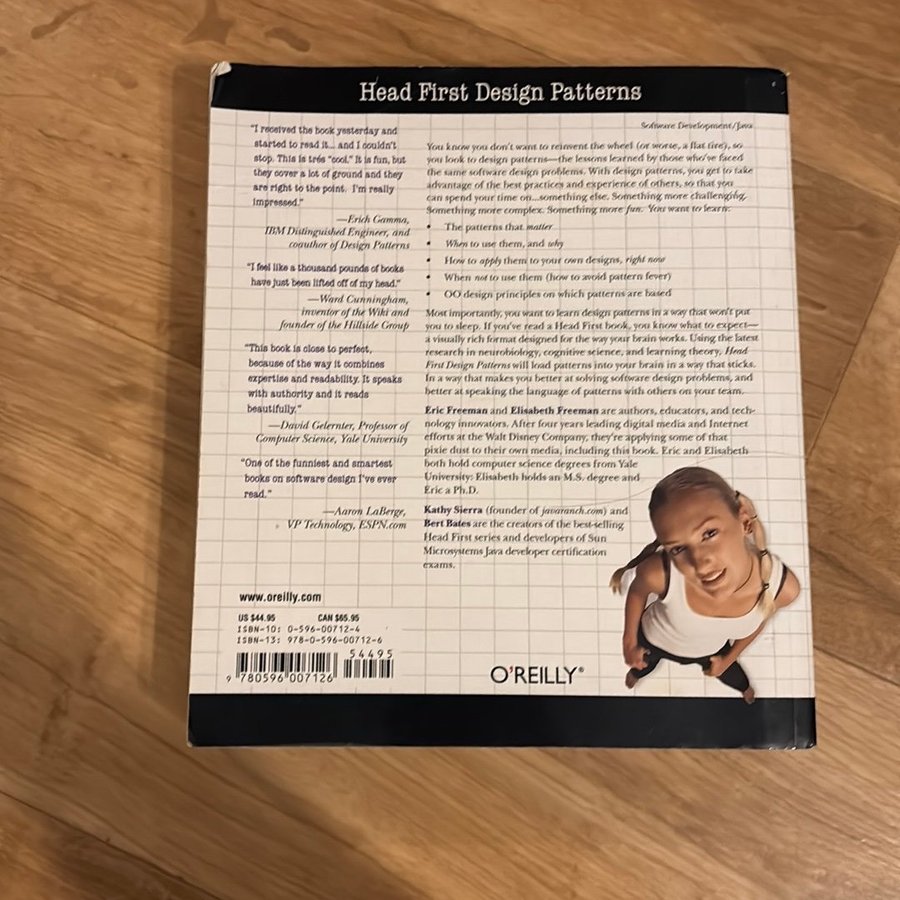 Head First Design Patterns
"I received the book yesterday and
started to read it... and I couldn't
stop. This is très "cool." It is fun, but
they cover a lot of ground and they
are right to the point. I'm really
impressed."
—Erich Gamma,
IBM Distinguished Engineer, and
coauthor of Design Patterns
"I feel like a thousand pounds of books
have just been lifted off of my head."
—Ward Cunningham,
inventor of the Wiki and
founder of the Hillside Group
"This book is close to perfect,
because of the way it combines
expertise and readability. It speaks
with authority and it reads
beautifully."
—David Gelernter, Professor of
Computer Science, Yale University
"One of the funniest and smartest
books on software design I've ever
read."
—Aaron LaBerge,
VP Technology, ESPN.com
Software Development/Java
You know you don't want to reinvent the wheel (or worse, a flat tire), so
you look to design patterns—the lessons learned by those who've faced
the same software design problems. With design patterns, you get to take
advantage of the best practices and experience of others, so that you
can spend your time on...something else. Something more challenging.
Something more complex. Something more fun. You want to learn:
• The patterns that matter
• When to use them, and why
• How to apply them to your own designs, right now
• When not to use them (how to avoid pattern fever)
• OO design principles on which patterns are based
Most importantly, you want to learn design patterns in a way that won't put
you to sleep. If you've read a Head First book, you know what to expect—
a visually rich format designed for the way your brain works. Using the latest
research in neurobiology, cognitive science, and learning theory, Head
First Design Patterns will load patterns into your brain in a way that sticks.
In a way that makes you better at solving software design problems, and
better at speaking the language of patterns with others on your team.
Eric Freeman and Elisabeth Freeman are authors, educators, and tech-
nology innovators. After four years leading digital media and Internet
efforts at the Walt Disney Company, they're applying some of that
pixie dust to their own media, including this book. Eric and Elisabeth
both hold computer science degrees from Yale
University: Elisabeth holds an M.S. degree and
Eric a Ph.D.
Kathy Sierra (founder of javaranch.com) and
Bert Bates are the creators of the best-selling
Head First series and developers of Sun
Microsystems Java developer certification
exams.
www.oreilly.com
US $44.95 CAN $65.95
ISBN-10: 0-596-00712-4
ISBN-13: 978-0-596-00712-6
54495
9 780596 007126
O'REILLY®